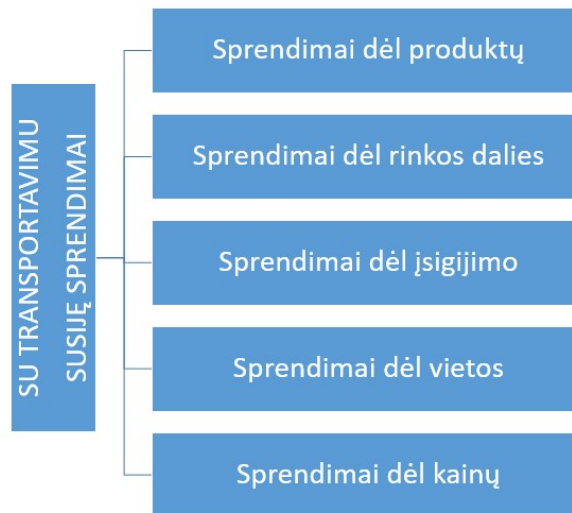 SU TRANSPORTAVIMU
SUSIJĘ SPRENDIMAI
Sprendimai dėl produktų
Sprendimai dėl rinkos dalies
Sprendimai dėl įsigijimo
Sprendimai dėl vietos
Sprendimai dėl kainų